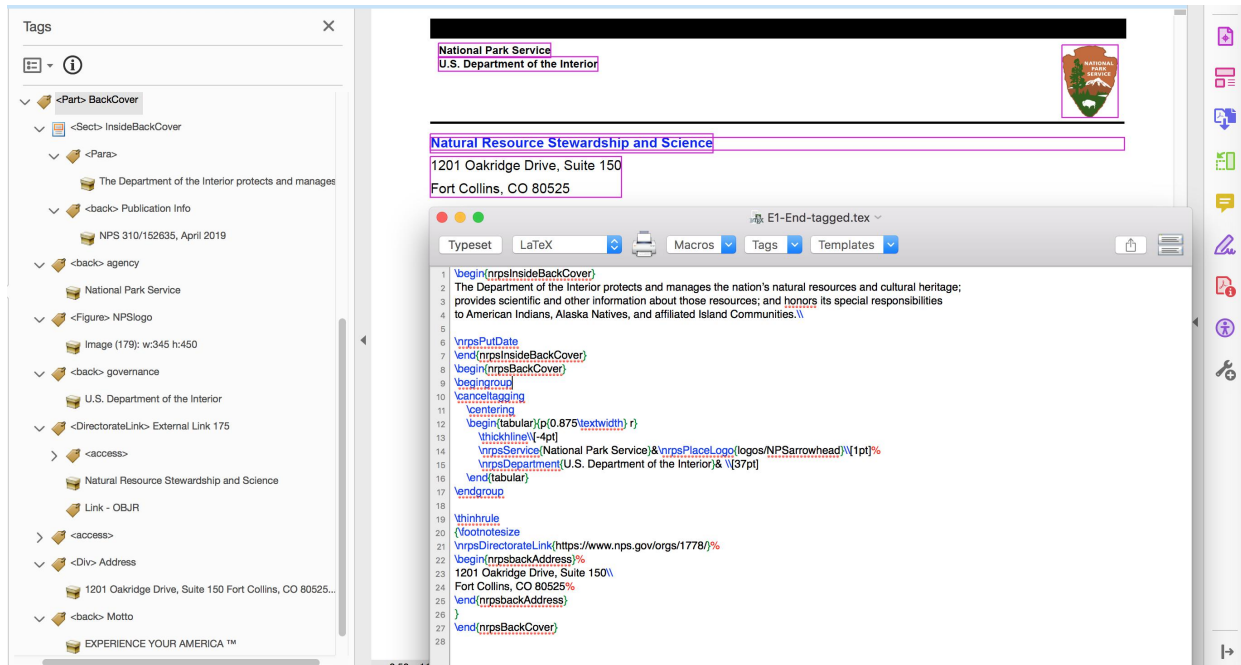 Tags
<Part> BackCover
<Sect> InsideBackCover
<Para>
The Department of the Interior protects and manages
<back> Publication Info
NPS 310/152635, April 2019
<back> agency
National Park Service
<Figure> NPSlogo
Image (179): w:345 h:450
<back> governance
U.S. Department of the Interior
<DirectorateLink> External Link 175
<access>
Natural Resource Stewardship and Science
Link - OBJR
<access>
<Div> Address
1201 Oakridge Drive, Suite 150 Fort Collins, CO 80525...
<back> Motto
EXPERIENCE YOUR AMERICA ™
National Park Service
U.S. Department of the Interior
NATIONAL
PARK
SERVICE
Natural Resource Stewardship and Science
1201 Oakridge Drive, Suite 150
Fort Collins, CO 80525
E1-End-tagged.tex
Typeset LaTeX Macros Tags Templates
1 \begin{nrpsInsideBackCover}
2 The Department of the Interior protects and manages the nation's natural resources and cultural heritage;
3 provides scientific and other information about those resources; and honors its special responsibilities
4 to American Indians, Alaska Natives, and affiliated Island Communities.\\
5
6 \nrpsPutDate
7 \end{nrpsInsideBackCover}
8 \begin{nrpsBackCover}
9 \begingroup
10 \canceltagging
11 \centering
12 \begin{tabular}{p{0.875\textwidth} r}
13 \thickhline\\[-4pt]
14 \nrpsService{National Park Service}&\nrpsPlaceLogo{logos/NPSarrowhead}\\[1pt]%
15 \nrpsDepartment{U.S. Department of the Interior}& \\[37pt]
16 \end{tabular}
17 \endgroup
18
19 \thinhrule
20 {\footnotesize
21 \nrpsDirectorateLink{https://www.nps.gov/orgs/1778/}%
22 \begin{nrpsbackAddress}%
23 1201 Oakridge Drive, Suite 150\\
24 Fort Collins, CO 80525%
25 \end{nrpsbackAddress}
26 }
27 \end{nrpsBackCover}
28